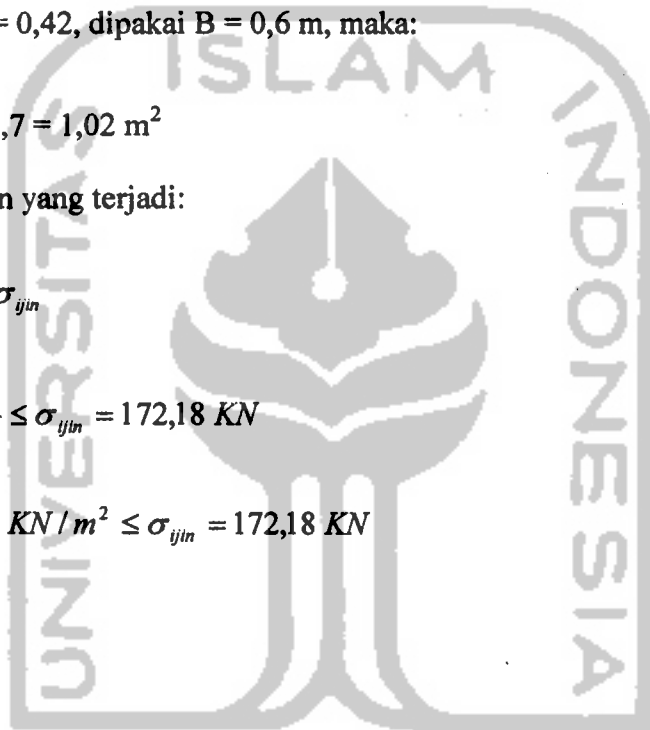 = 0,42, dipakai B = 0,6 m, maka:
ISLAM
,7 = 1,02 m²
n yang terjadi:
σ_ijin
≤ σ_ijin = 172,18 KN
KN / m² ≤ σ_ijin = 172,18 KN
UNIVERSITAS
INDONESIA